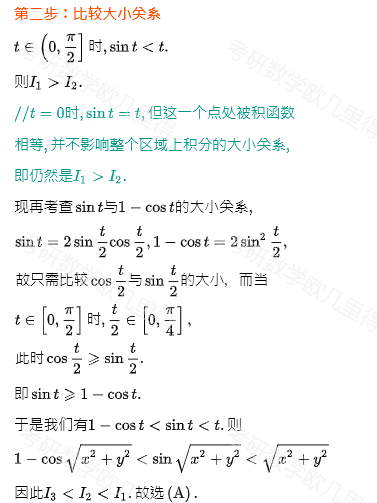 第二步：比较大小关系
$t \in \left(0, \frac{\pi}{2}\right]$ 时, $\sin t < t$.
则$I_1 > I_2$.
//$t = 0$时, $\sin t = t$, 但这一个点处被积函数
相等, 并不影响整个区域上积分的大小关系,
即仍然是$I_1 > I_2$.
现再考查 $\sin t$与$1 - \cos t$的大小关系,
$\sin t = 2 \sin \frac{t}{2} \cos \frac{t}{2}, 1 - \cos t = 2 \sin^2 \frac{t}{2}$,
故只需比较$\cos \frac{t}{2}$与$\sin \frac{t}{2}$的大小，而当
$t \in \left[0, \frac{\pi}{2}\right]$ 时, $\frac{t}{2} \in \left[0, \frac{\pi}{4}\right]$,
此时$\cos \frac{t}{2} \geqslant \sin \frac{t}{2}$.
即 $\sin t \geqslant 1 - \cos t$.
于是我们有$1 - \cos t < \sin t < t$. 则
$1 - \cos \sqrt{x^2 + y^2} < \sin \sqrt{x^2 + y^2} < \sqrt{x^2 + y^2}$
因此$I_3 < I_2 < I_1$. 故选 (A) .
考研数学欧几里得